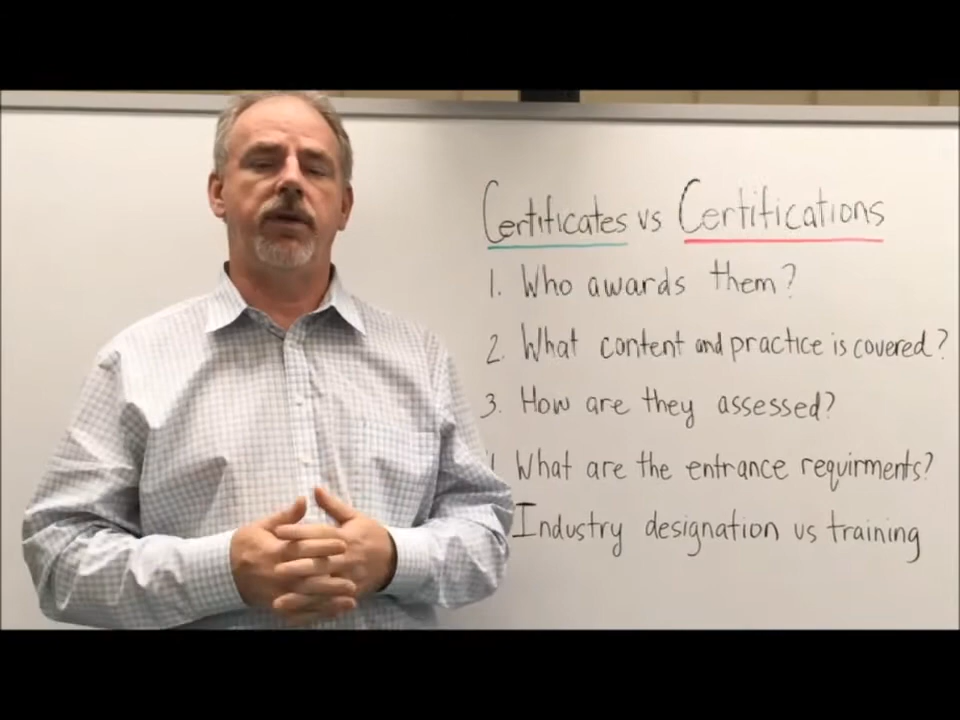 Certificates vs Certifications
1. Who awards them?
2. What content and practice is covered?
3. How are they assessed?
What are the entrance requirments?
Industry designation vs training